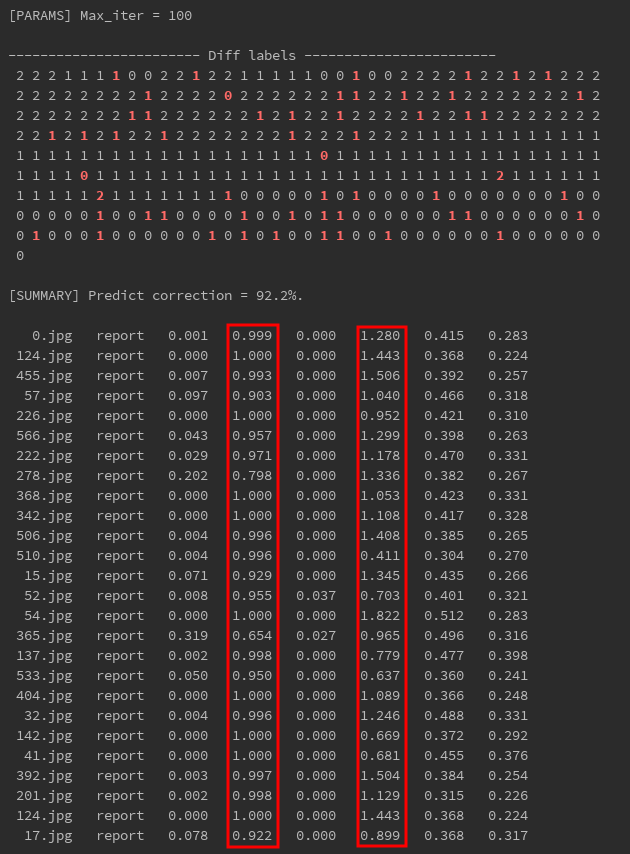 [PARAMS] Max_iter = 100
------------------------ Diff labels ------------------------
2 2 2 1 1 1 1 0 0 2 2 1 2 2 1 1 1 1 1 0 0 1 0 0 2 2 2 2 1 2 2 1 2 1 2 2 2
2 2 2 2 2 2 2 2 1 2 2 2 2 0 2 2 2 2 2 2 1 1 2 2 1 2 2 1 2 2 2 2 2 2 2 1 2
2 2 2 2 2 2 2 1 1 2 2 2 2 2 2 1 2 1 2 2 1 2 2 2 2 1 2 2 1 1 2 2 2 2 2 2 2
2 2 1 2 1 2 1 2 2 1 2 2 2 2 2 2 2 1 2 2 2 1 2 2 2 1 1 1 1 1 1 1 1 1 1 1 1
1 1 1 1 1 1 1 1 1 1 1 1 1 1 1 1 1 1 1 0 1 1 1 1 1 1 1 1 1 1 1 1 1 1 1 1 1
1 1 1 1 0 1 1 1 1 1 1 1 1 1 1 1 1 1 1 1 1 1 1 1 1 1 1 1 1 1 2 1 1 1 1 1 1
1 1 1 1 1 2 1 1 1 1 1 1 1 1 0 0 0 0 0 1 0 1 0 0 0 0 1 0 0 0 0 0 0 0 1 0 0
0 0 0 0 0 1 0 0 1 1 0 0 0 0 1 0 0 1 0 1 1 0 0 0 0 0 0 1 1 0 0 0 0 0 0 1 0
0 1 0 0 0 1 0 0 0 0 0 0 1 0 1 0 1 0 0 1 1 0 0 1 0 0 0 0 0 0 1 0 0 0 0 0 0
0
[SUMMARY] Predict correction = 92.2%.
0.jpg report 0.001 0.999 0.000 1.280 0.415 0.283
124.jpg report 0.000 1.000 0.000 1.443 0.368 0.224
455.jpg report 0.007 0.993 0.000 1.506 0.392 0.257
57.jpg report 0.097 0.903 0.000 1.040 0.466 0.318
226.jpg report 0.000 1.000 0.000 0.952 0.421 0.310
566.jpg report 0.043 0.957 0.000 1.299 0.398 0.263
222.jpg report 0.029 0.971 0.000 1.178 0.470 0.331
278.jpg report 0.202 0.798 0.000 1.336 0.382 0.267
368.jpg report 0.000 1.000 0.000 1.053 0.423 0.331
342.jpg report 0.000 1.000 0.000 1.108 0.417 0.328
506.jpg report 0.004 0.996 0.000 1.408 0.385 0.265
510.jpg report 0.004 0.996 0.000 0.411 0.304 0.270
15.jpg report 0.071 0.929 0.000 1.345 0.435 0.266
52.jpg report 0.008 0.955 0.037 0.703 0.401 0.321
54.jpg report 0.000 1.000 0.000 1.822 0.512 0.283
365.jpg report 0.319 0.654 0.027 0.965 0.496 0.316
137.jpg report 0.002 0.998 0.000 0.779 0.477 0.398
533.jpg report 0.050 0.950 0.000 0.637 0.360 0.241
404.jpg report 0.000 1.000 0.000 1.089 0.366 0.248
32.jpg report 0.004 0.996 0.000 1.246 0.488 0.331
142.jpg report 0.000 1.000 0.000 0.669 0.372 0.292
41.jpg report 0.000 1.000 0.000 0.681 0.455 0.376
392.jpg report 0.003 0.997 0.000 1.504 0.384 0.254
201.jpg report 0.002 0.998 0.000 1.129 0.315 0.226
124.jpg report 0.000 1.000 0.000 1.443 0.368 0.224
17.jpg report 0.078 0.922 0.000 0.899 0.368 0.317